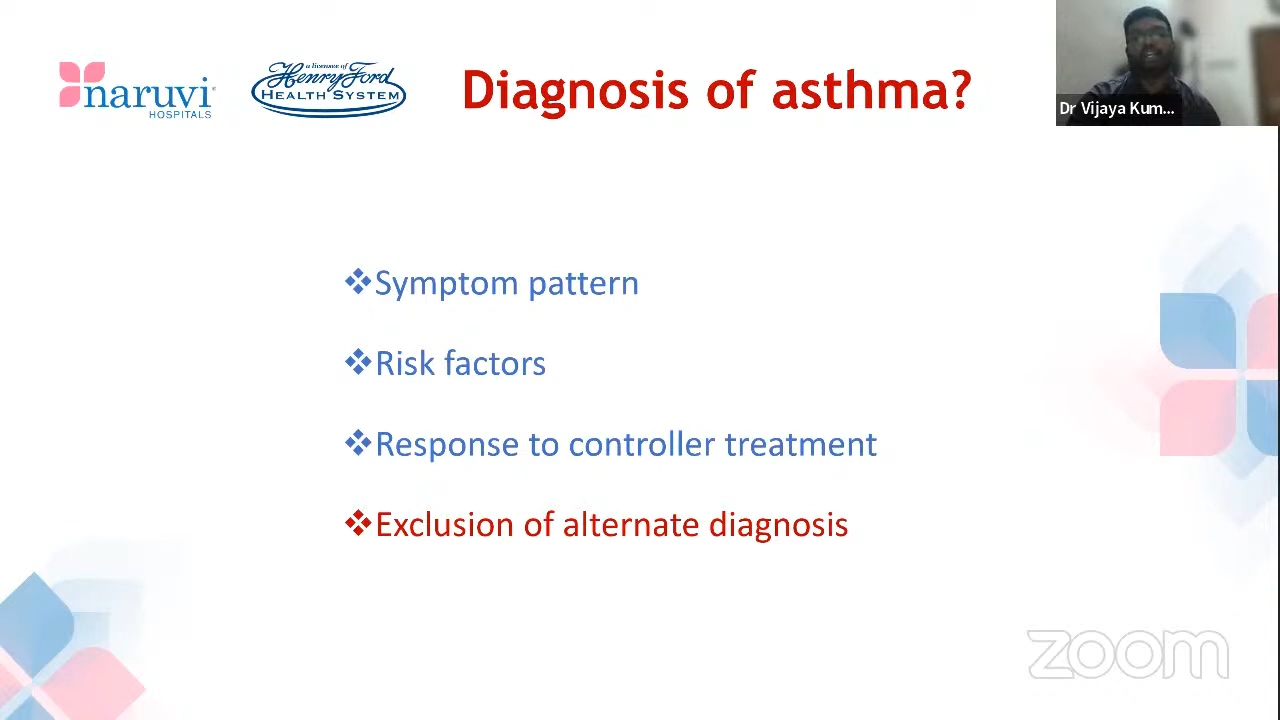 naruvi
HOSPITALS
a licensee of
Henry Ford
HEALTH SYSTEM
Diagnosis of asthma?
Dr Vijaya Kum...
❖Symptom pattern
❖Risk factors
❖Response to controller treatment
❖Exclusion of alternate diagnosis
zoom